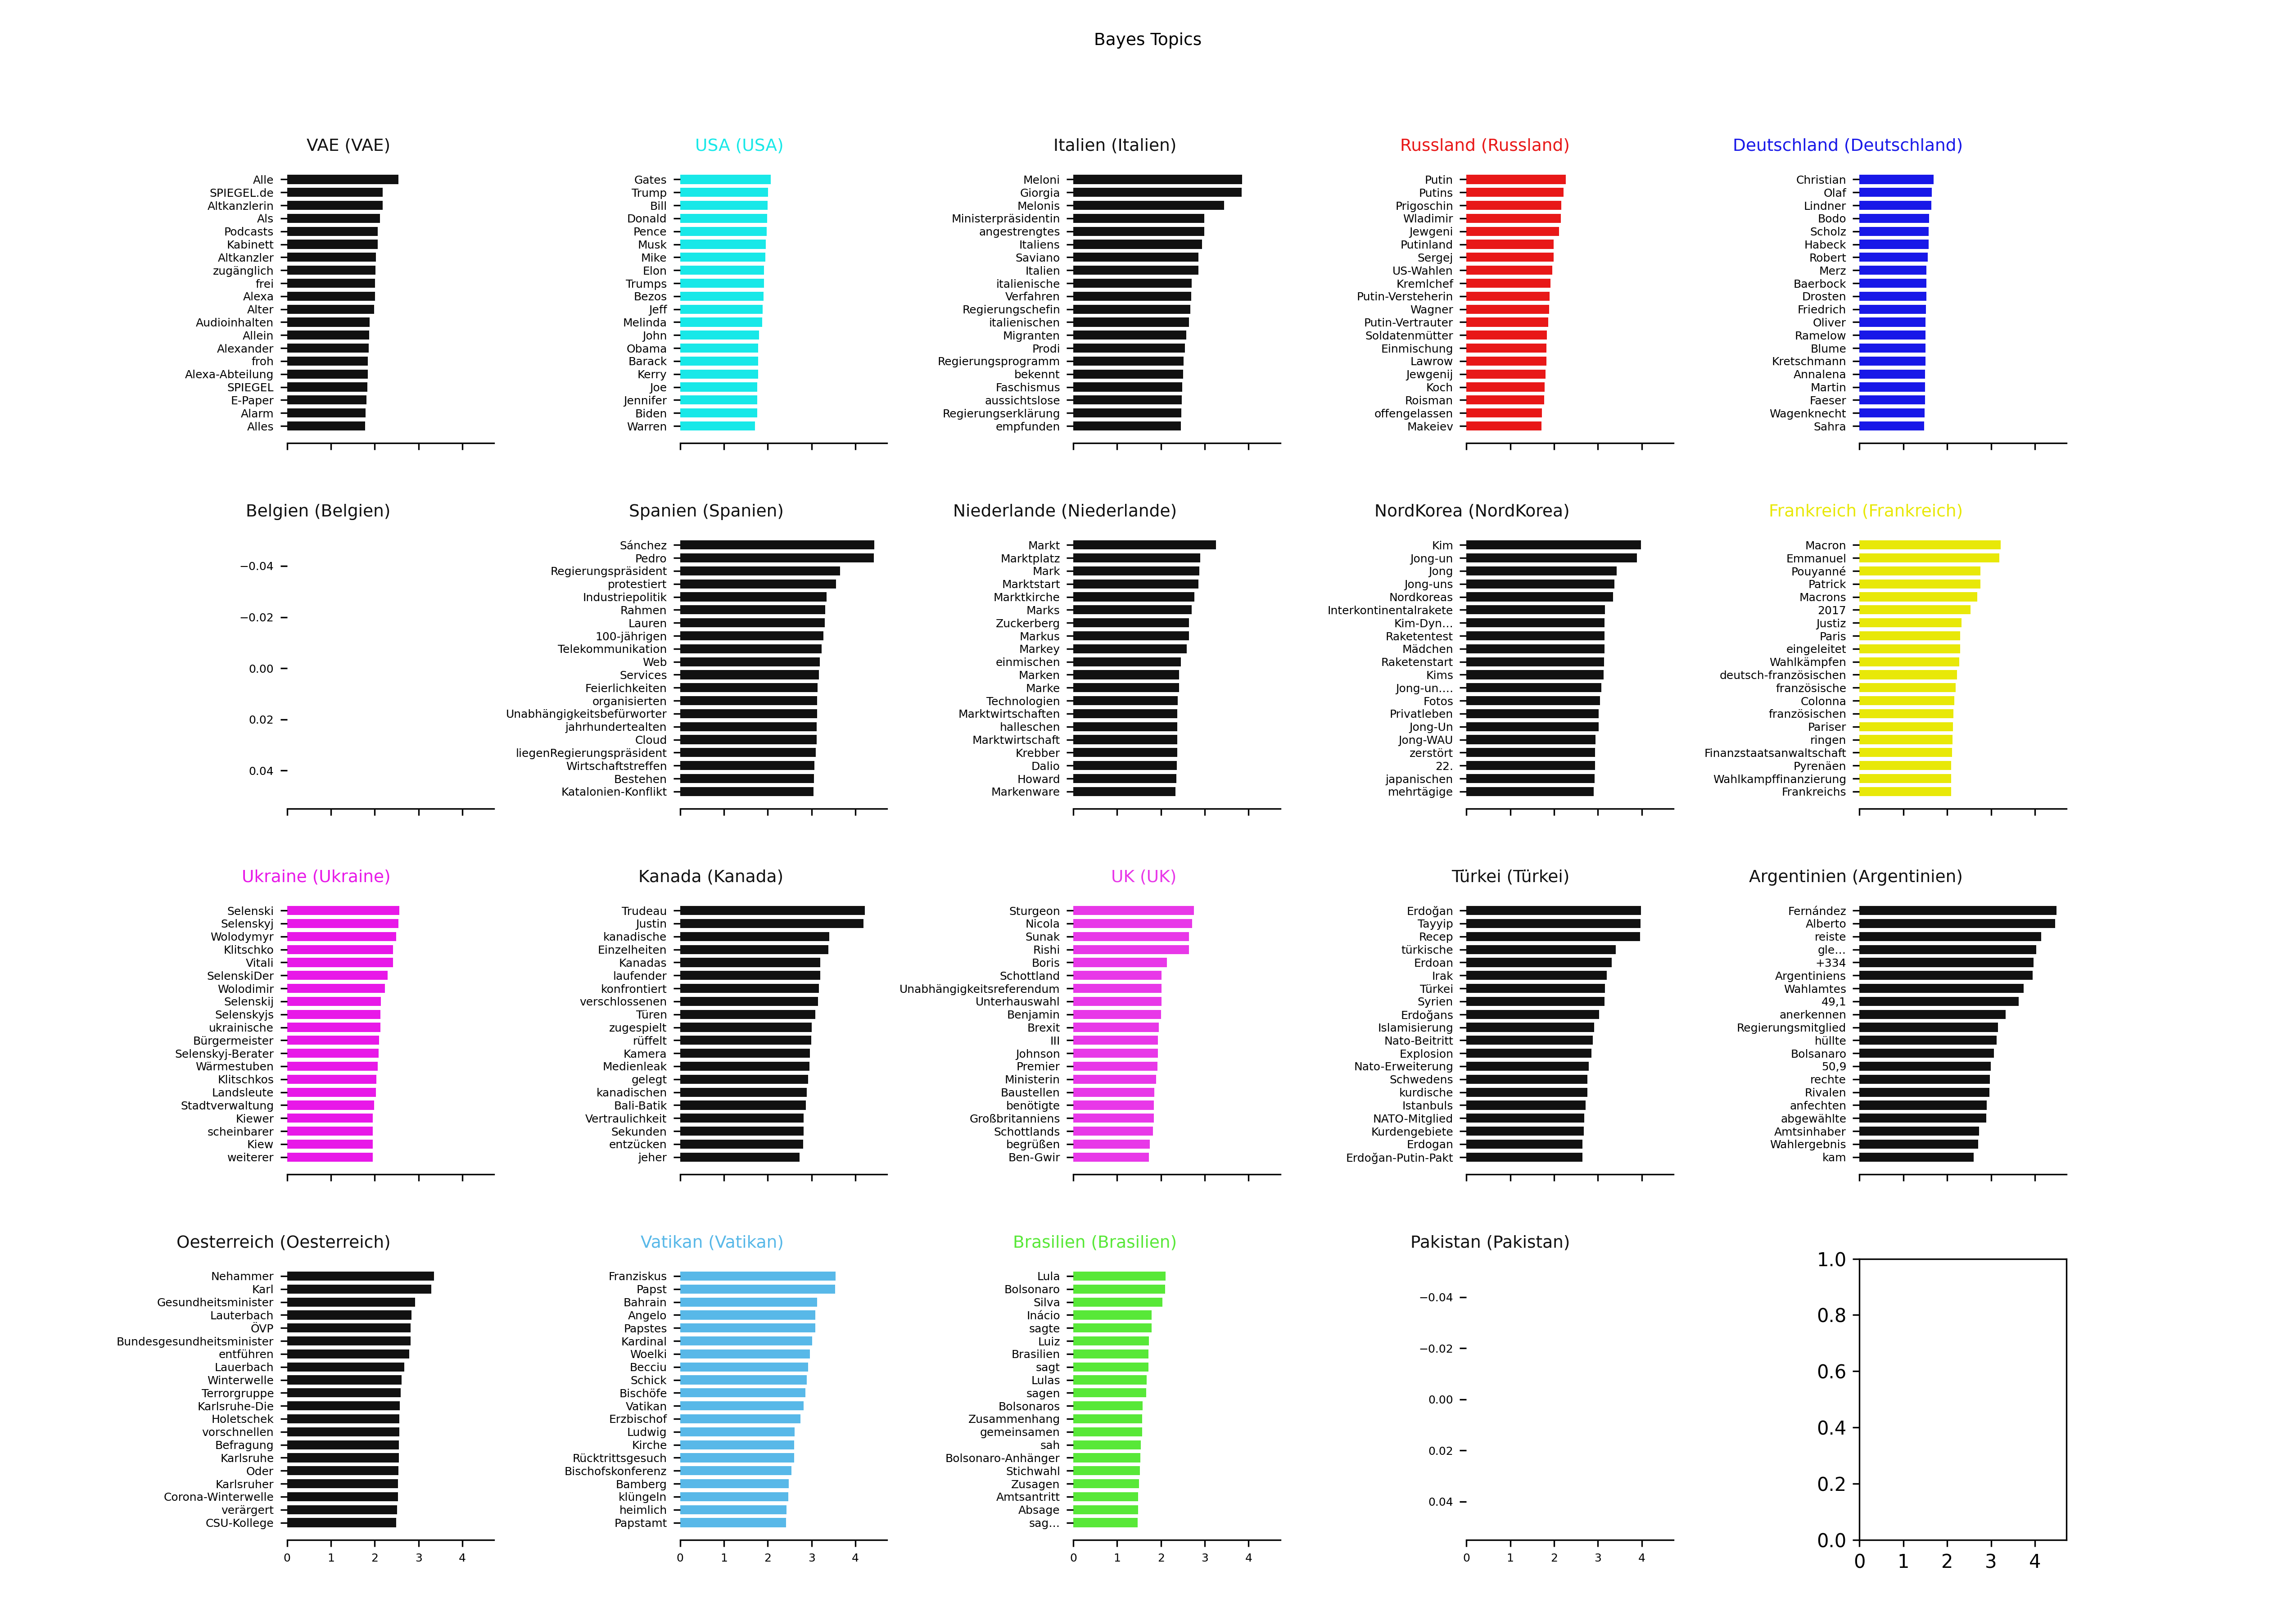 Bayes Topics
VAE (VAE)
Alle
SPIEGEL.de
Altkanzlerin
Als
Podcasts
Kabinett
Altkanzler
zugänglich
frei
Alexa
Alter
Audioinhalten
Allein
Alexander
froh
Alexa-Abteilung
SPIEGEL
E-Paper
Alarm
Alles
USA (USA)
Gates
Trump
Bill
Donald
Pence
Musk
Mike
Elon
Trumps
Bezos
Jeff
Melinda
John
Obama
Barack
Kerry
Joe
Jennifer
Biden
Warren
Italien (Italien)
Meloni
Giorgia
Melonis
Ministerpräsidentin
angestrengtes
Italiens
Saviano
Italien
italienische
Verfahren
Regierungschefin
italienischen
Migranten
Prodi
Regierungsprogramm
bekennt
Faschismus
aussichtslose
Regierungserklärung
empfunden
Russland (Russland)
Putin
Putins
Prigoschin
Wladimir
Jewgeni
Putinland
Sergej
US-Wahlen
Kremlchef
Putin-Versteherin
Wagner
Putin-Vertrauter
Soldatenmütter
Einmischung
Lawrow
Jewgenij
Koch
Roisman
offengelassen
Makeiev
Deutschland (Deutschland)
Christian
Olaf
Lindner
Bodo
Scholz
Habeck
Robert
Merz
Baerbock
Drosten
Friedrich
Oliver
Ramelow
Blume
Kretschmann
Annalena
Martin
Faeser
Wagenknecht
Sahra
Belgien (Belgien)
−0.04
−0.02
0.00
0.02
0.04
Spanien (Spanien)
Sánchez
Pedro
Regierungspräsident
protestiert
Industriepolitik
Rahmen
Lauren
100-jährigen
Telekommunikation
Web
Services
Feierlichkeiten
organisierten
Unabhängigkeitsbefürworter
jahrhundertealten
Cloud
liegenRegierungspräsident
Wirtschaftstreffen
Bestehen
Katalonien-Konflikt
Niederlande (Niederlande)
Markt
Marktplatz
Mark
Marktstart
Marktkirche
Marks
Zuckerberg
Markus
Markey
einmischen
Marken
Marke
Technologien
Marktwirtschaften
halleschen
Marktwirtschaft
Krebber
Dalio
Howard
Markenware
NordKorea (NordKorea)
Kim
Jong-un
Jong
Jong-uns
Nordkoreas
Interkontinentalrakete
Kim-Dyn...
Raketentest
Mädchen
Raketenstart
Kims
Jong-un....
Fotos
Privatleben
Jong-Un
Jong-WAU
zerstört
22.
japanischen
mehrtägige
Frankreich (Frankreich)
Macron
Emmanuel
Pouyanné
Patrick
Macrons
2017
Justiz
Paris
eingeleitet
Wahlkämpfen
deutsch-französischen
französische
Colonna
französischen
Pariser
ringen
Finanzstaatsanwaltschaft
Pyrenäen
Wahlkampffinanzierung
Frankreichs
Ukraine (Ukraine)
Selenski
Selenskyj
Wolodymyr
Klitschko
Vitali
SelenskiDer
Wolodimir
Selenskij
Selenskyjs
ukrainische
Bürgermeister
Selenskyj-Berater
Wärmestuben
Klitschkos
Landsleute
Stadtverwaltung
Kiewer
scheinbarer
Kiew
weiterer
Kanada (Kanada)
Trudeau
Justin
kanadische
Einzelheiten
Kanadas
laufender
konfrontiert
verschlossenen
Türen
zugespielt
rüffelt
Kamera
Medienleak
gelegt
kanadischen
Bali-Batik
Vertraulichkeit
Sekunden
entzücken
jeher
UK (UK)
Sturgeon
Nicola
Sunak
Rishi
Boris
Schottland
Unabhängigkeitsreferendum
Unterhauswahl
Benjamin
Brexit
III
Johnson
Premier
Ministerin
Baustellen
benötigte
Großbritanniens
Schottlands
begrüßen
Ben-Gwir
Türkei (Türkei)
Erdoğan
Tayyip
Recep
türkische
Erdoan
Irak
Türkei
Syrien
Erdoğans
Islamisierung
Nato-Beitritt
Explosion
Nato-Erweiterung
Schwedens
kurdische
Istanbuls
NATO-Mitglied
Kurdengebiete
Erdogan
Erdoğan-Putin-Pakt
Argentinien (Argentinien)
Fernández
Alberto
reiste
gle...
+334
Argentiniens
Wahlamtes
49,1
anerkennen
Regierungsmitglied
hüllte
Bolsanaro
50,9
rechte
Rivalen
anfechten
abgewählte
Amtsinhaber
Wahlergebnis
kam
Oesterreich (Oesterreich)
Nehammer
Karl
Gesundheitsminister
Lauterbach
ÖVP
Bundesgesundheitsminister
entführen
Lauerbach
Winterwelle
Terrorgruppe
Karlsruhe-Die
Holetschek
vorschnellen
Befragung
Karlsruhe
Oder
Karlsruher
Corona-Winterwelle
verärgert
CSU-Kollege
0 1 2 3 4
Vatikan (Vatikan)
Franziskus
Papst
Bahrain
Angelo
Papstes
Kardinal
Woelki
Becciu
Schick
Bischöfe
Vatikan
Erzbischof
Ludwig
Kirche
Rücktrittsgesuch
Bischofskonferenz
Bamberg
klüngeln
heimlich
Papstamt
0 1 2 3 4
Brasilien (Brasilien)
Lula
Bolsonaro
Silva
Inácio
sagte
Luiz
Brasilien
sagt
Lulas
sagen
Bolsonaros
Zusammenhang
gemeinsamen
sah
Bolsonaro-Anhänger
Stichwahl
Zusagen
Amtsantritt
Absage
sag...
0 1 2 3 4
Pakistan (Pakistan)
−0.04
−0.02
0.00
0.02
0.04
0 1 2 3 4
1.0
0.8
0.6
0.4
0.2
0.0
0 1 2 3 4